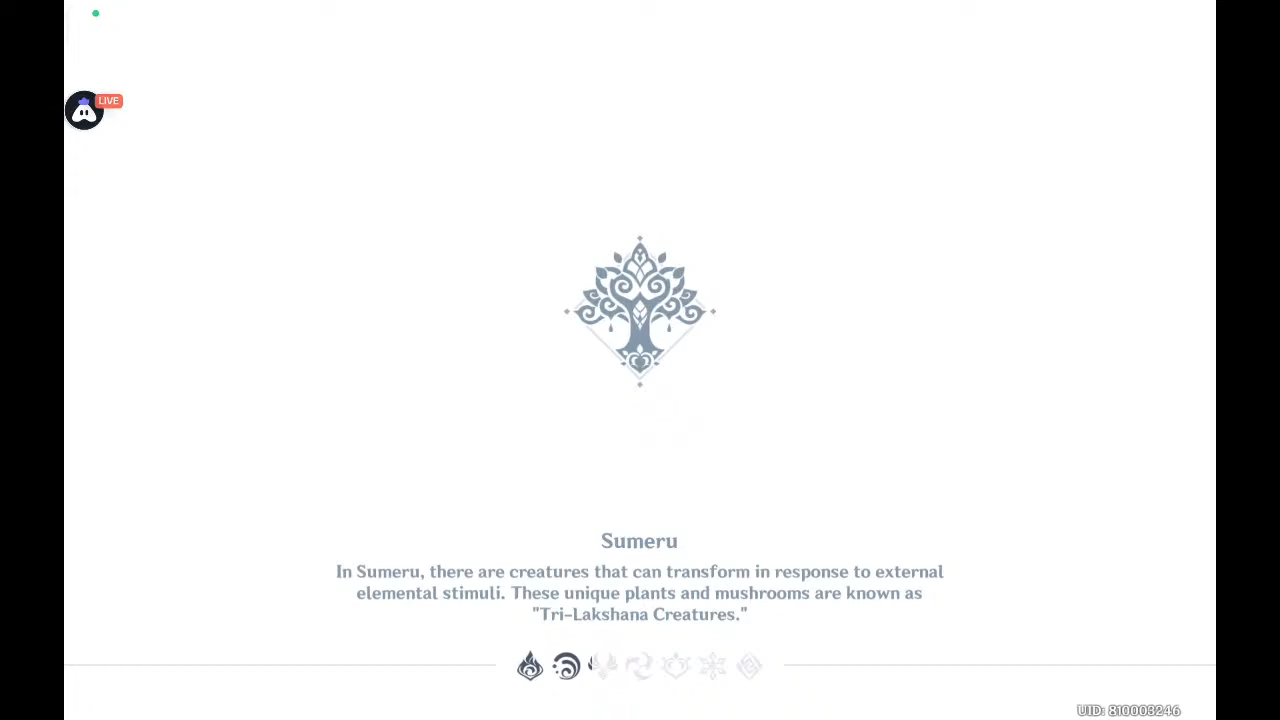 LIVE
Sumeru
In Sumeru, there are creatures that can transform in response to external
elemental stimuli. These unique plants and mushrooms are known as
"Tri-Lakshana Creatures."
UID: 810003246